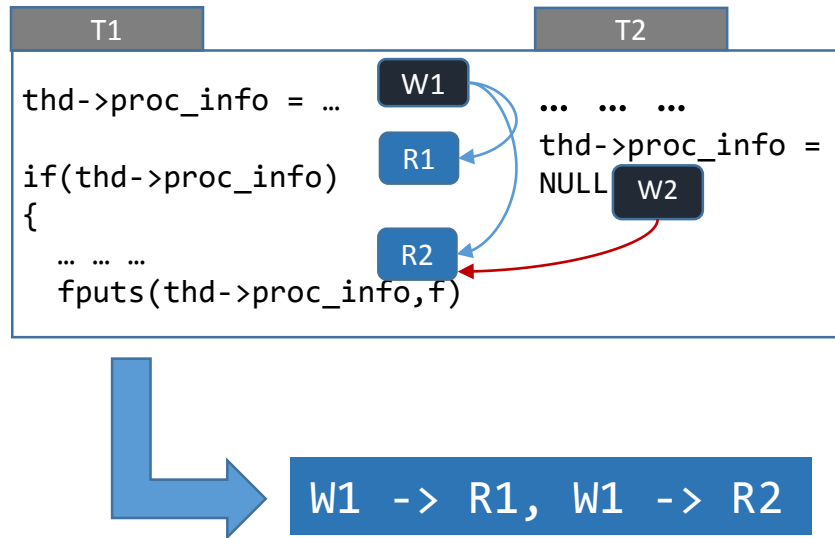 T1
T2
thd->proc_info = …
W1
… … …
R1
thd->proc_info =
if(thd->proc_info)
NULL
W2
{
R2
… … …
fputs(thd->proc_info,f)
W1 -> R1, W1 -> R2